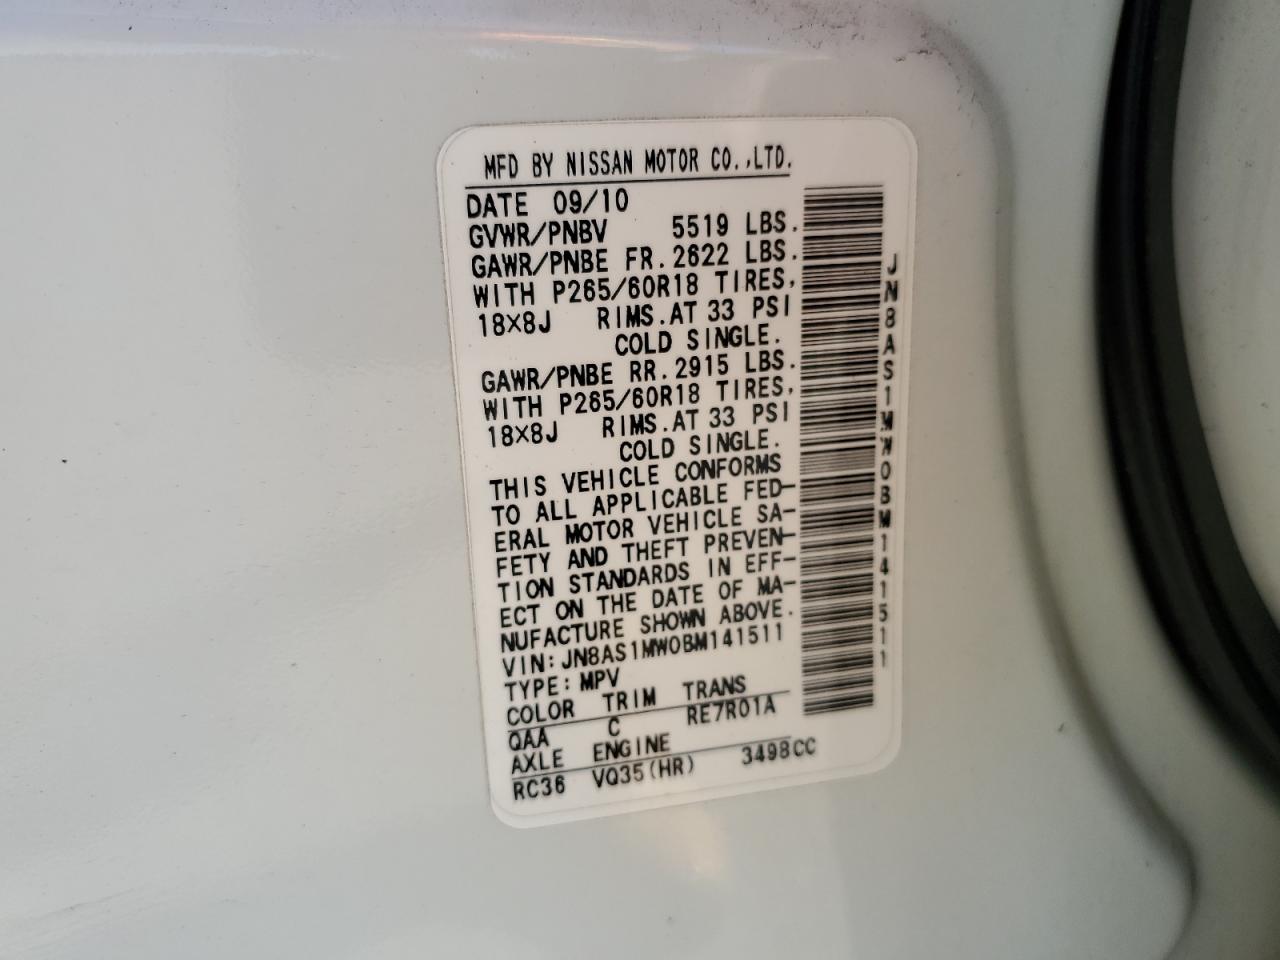 MFD BY NISSAN MOTOR CO.,LTD.
DATE 09/10
GVWR/PNBV 5519 LBS.
GAWR/PNBE FR.2622 LBS.
WITH P265/60R18 TIRES,
18×8J RIMS.AT 33 PSI
COLD SINGLE.
GAWR/PNBE RR.2915 LBS.
WITH P265/60R18 TIRES,
18×8J RIMS.AT 33 PSI
COLD SINGLE.
THIS VEHICLE CONFORMS
TO ALL APPLICABLE FED-
ERAL MOTOR VEHICLE SA-
FETY AND THEFT PREVEN-
TION STANDARDS IN EFF-
ECT ON THE DATE OF MA-
NUFACTURE SHOWN ABOVE.
VIN:JN8AS1MW0BM141511
TYPE:MPV
COLOR TRIM TRANS
QAA C RE7R01A
AXLE ENGINE
RC36 VQ35(HR) 3498CC
JN8AS1MW0BM141511